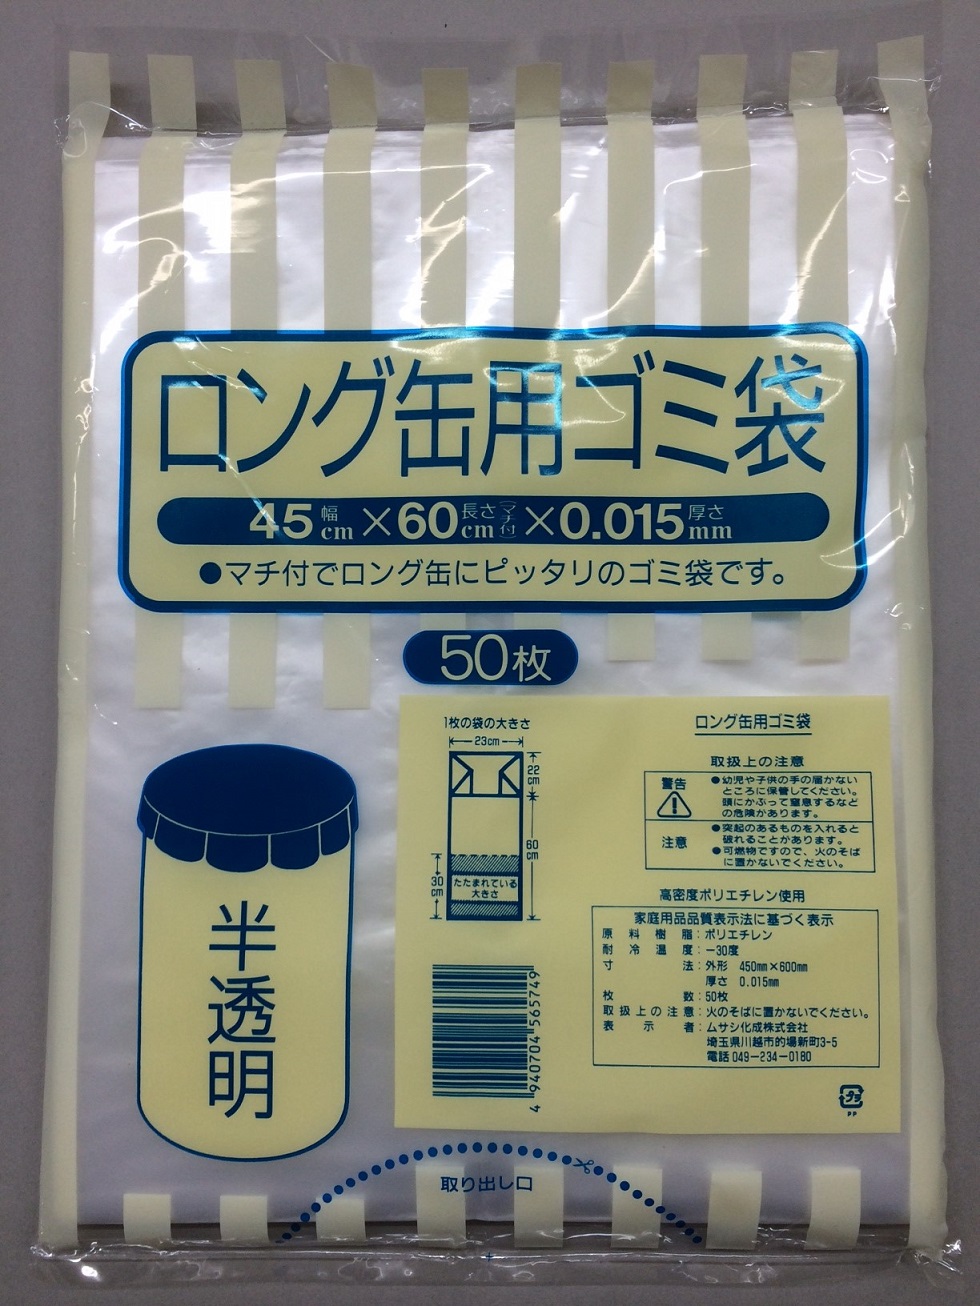 ロング缶用ゴミ袋
45幅cm×60長さcm(マチ付)×0.015厚さmm
●マチ付でロング缶にピッタリのゴミ袋です。
50枚
半透明
1枚の袋の大きさ
23cm
22cm
60cm
30cm
たたまれている
大きさ
4 940704 565749
ロング缶用ゴミ袋
取扱上の注意
警告
●幼児や子供の手の届かない
ところに保管してください。
頭にかぶって窒息するなど
の危険があります。
注意
●突起のあるものを入れると
破れることがあります。
●可燃物ですので、火のそば
に置かないでください。
高密度ポリエチレン使用
家庭用品品質表示法に基づく表示
原料樹脂:ポリエチレン
耐冷温度:-30度
寸法:外形 450mm×600mm
厚さ 0.015mm
枚数:50枚
取扱上の注意:火のそばに置かないでください。
表示者:ムサシ化成株式会社
埼玉県川越市的場新町3-5
電話 049-234-0180
プラ
PP
取り出し口